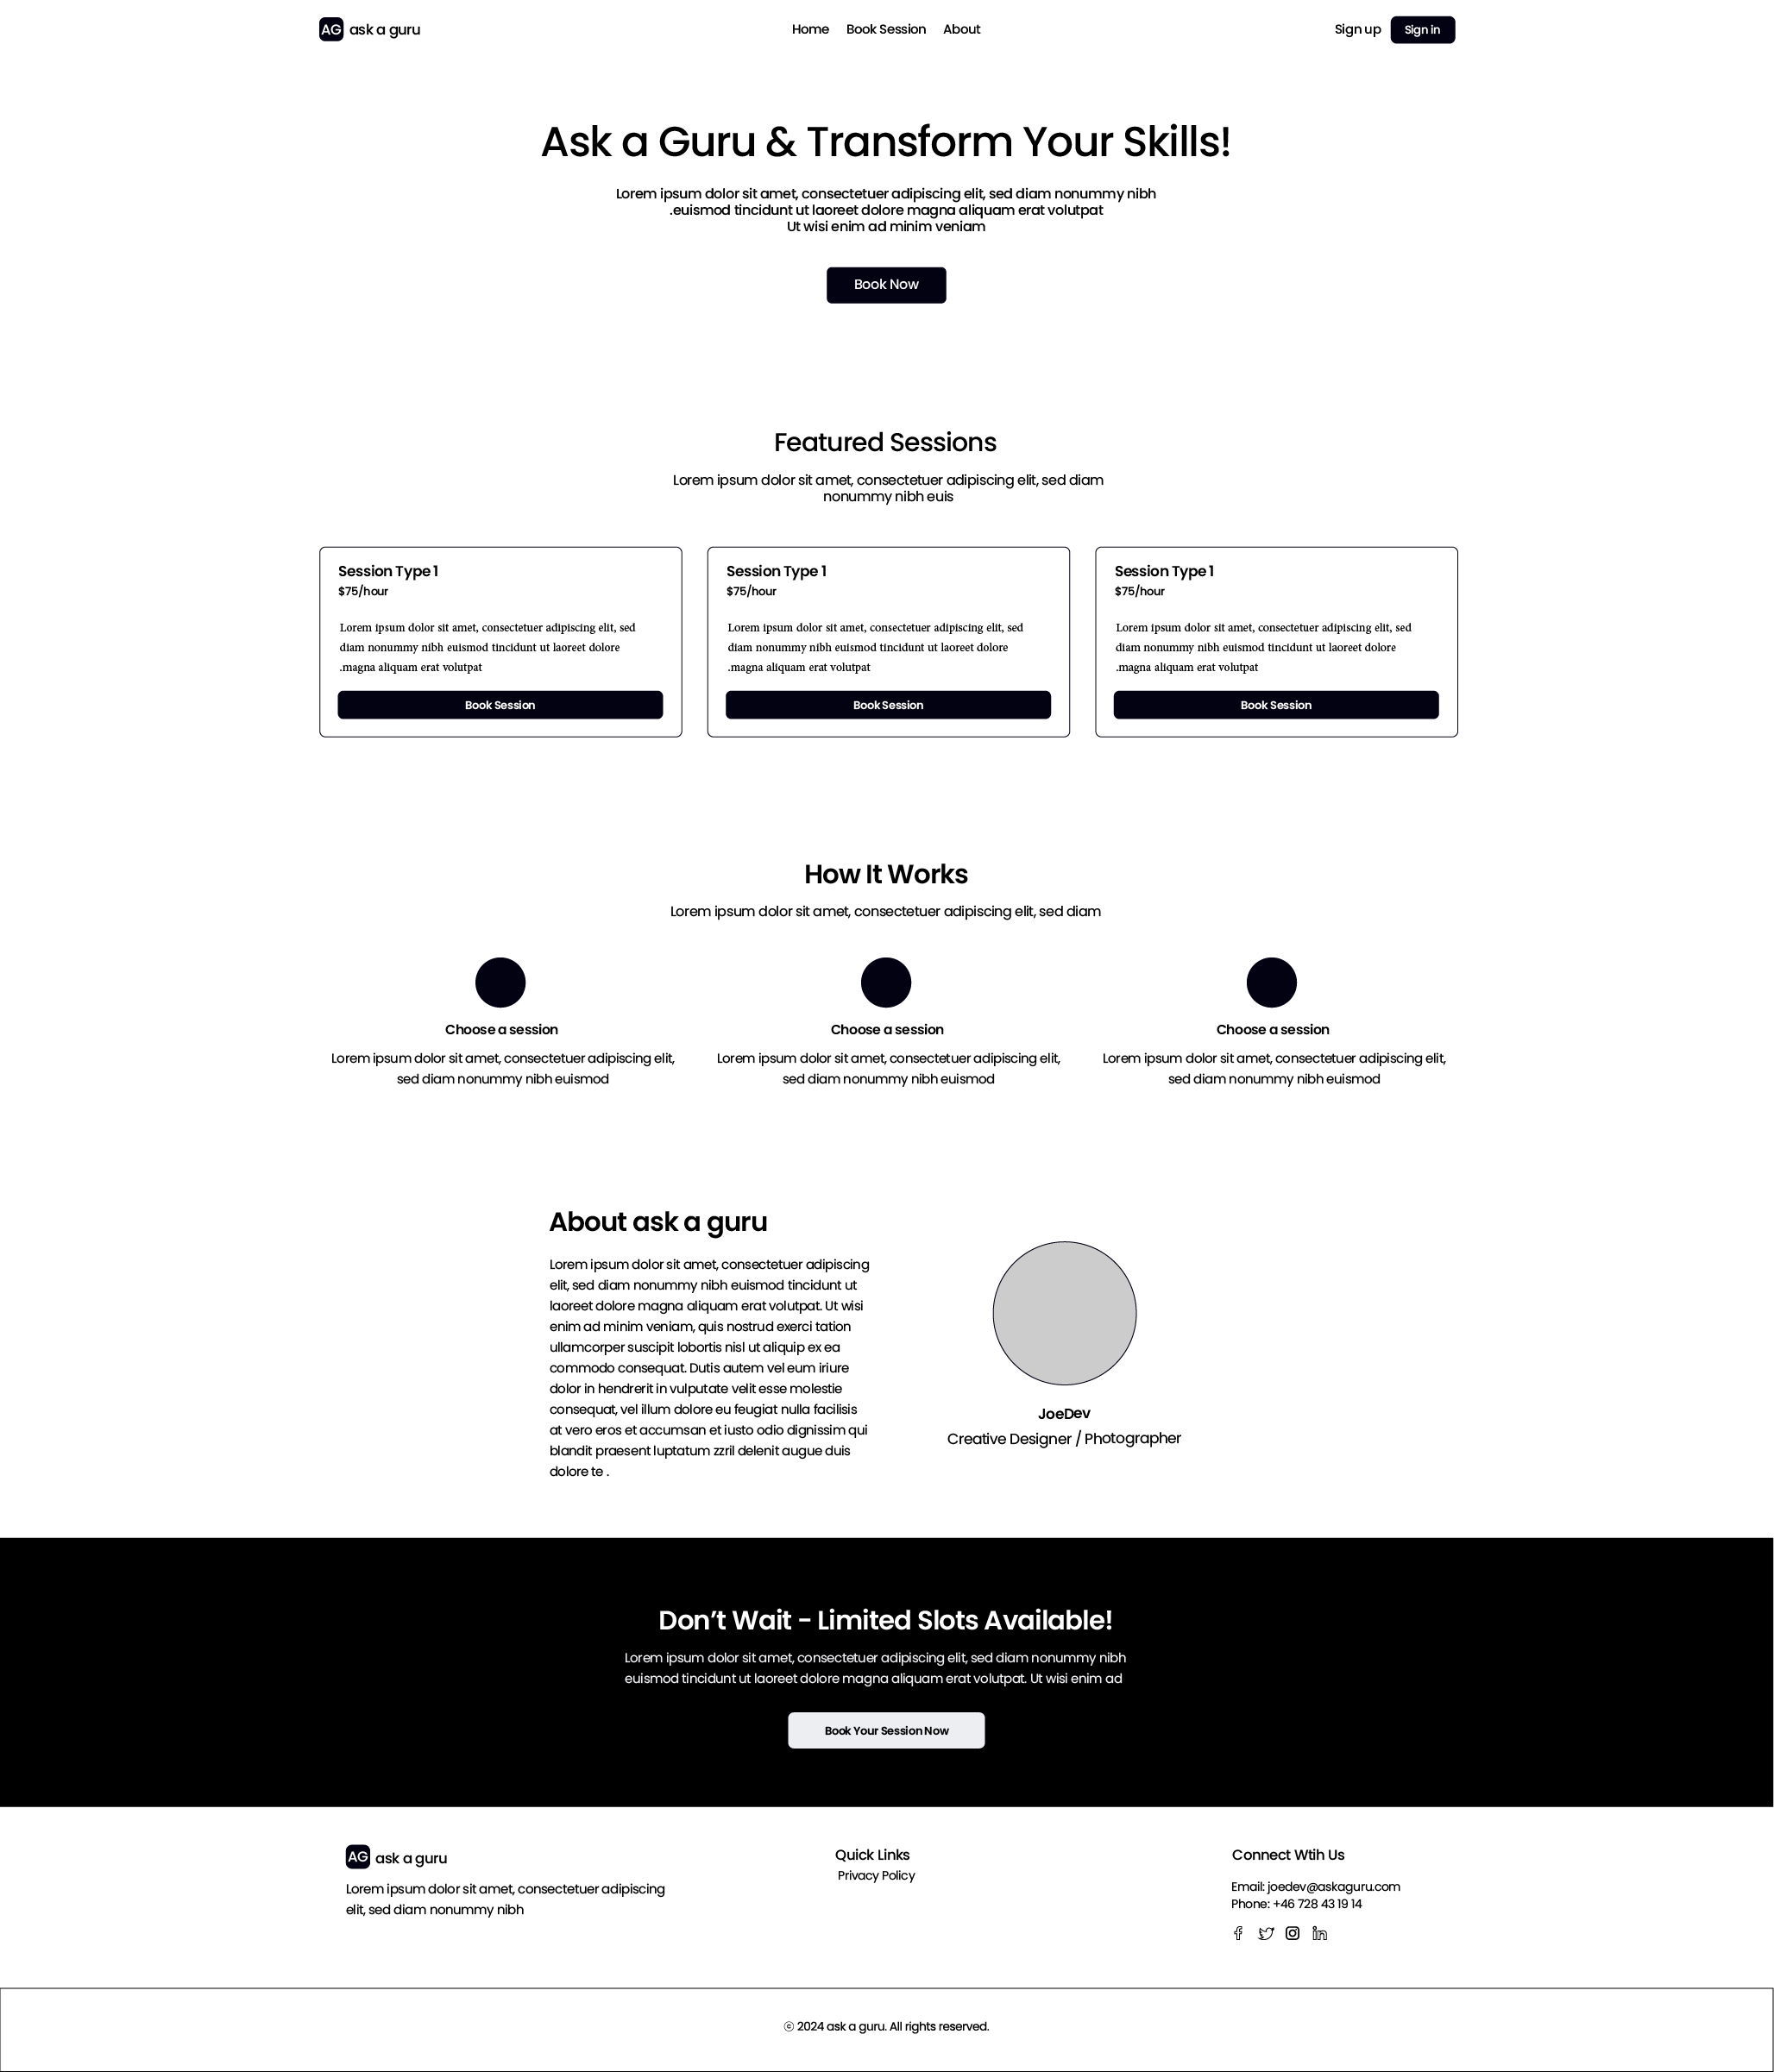 AG ask a guru
Home Book Session About
Sign up Sign in
Ask a Guru & Transform Your Skills!
Lorem ipsum dolor sit amet, consectetuer adipiscing elit, sed diam nonummy nibh
.euismod tincidunt ut laoreet dolore magna aliquam erat volutpat
Ut wisi enim ad minim veniam
Book Now
Featured Sessions
Lorem ipsum dolor sit amet, consectetuer adipiscing elit, sed diam
nonummy nibh euis
Session Type 1
$75/hour
Lorem ipsum dolor sit amet, consectetuer adipiscing elit, sed
diam nonummy nibh euismod tincidunt ut laoreet dolore
.magna aliquam erat volutpat
Book Session
Session Type 1
$75/hour
Lorem ipsum dolor sit amet, consectetuer adipiscing elit, sed
diam nonummy nibh euismod tincidunt ut laoreet dolore
.magna aliquam erat volutpat
Book Session
Session Type 1
$75/hour
Lorem ipsum dolor sit amet, consectetuer adipiscing elit, sed
diam nonummy nibh euismod tincidunt ut laoreet dolore
.magna aliquam erat volutpat
Book Session
How It Works
Lorem ipsum dolor sit amet, consectetuer adipiscing elit, sed diam
Choose a session
Lorem ipsum dolor sit amet, consectetuer adipiscing elit,
sed diam nonummy nibh euismod
Choose a session
Lorem ipsum dolor sit amet, consectetuer adipiscing elit,
sed diam nonummy nibh euismod
Choose a session
Lorem ipsum dolor sit amet, consectetuer adipiscing elit,
sed diam nonummy nibh euismod
About ask a guru
Lorem ipsum dolor sit amet, consectetuer adipiscing
elit, sed diam nonummy nibh euismod tincidunt ut
laoreet dolore magna aliquam erat volutpat. Ut wisi
enim ad minim veniam, quis nostrud exerci tation
ullamcorper suscipit lobortis nisl ut aliquip ex ea
commodo consequat. Dutis autem vel eum iriure
dolor in hendrerit in vulputate velit esse molestie
consequat, vel illum dolore eu feugiat nulla facilisis
at vero eros et accumsan et iusto odio dignissim qui
blandit praesent luptatum zzril delenit augue duis
dolore te .
JoeDev
Creative Designer / Photographer
Don’t Wait - Limited Slots Available!
Lorem ipsum dolor sit amet, consectetuer adipiscing elit, sed diam nonummy nibh
euismod tincidunt ut laoreet dolore magna aliquam erat volutpat. Ut wisi enim ad
Book Your Session Now
AG ask a guru
Lorem ipsum dolor sit amet, consectetuer adipiscing
elit, sed diam nonummy nibh
Quick Links
Privacy Policy
Connect Wtih Us
Email: joedev@askaguru.com
Phone: +46 728 43 19 14
© 2024 ask a guru. All rights reserved.